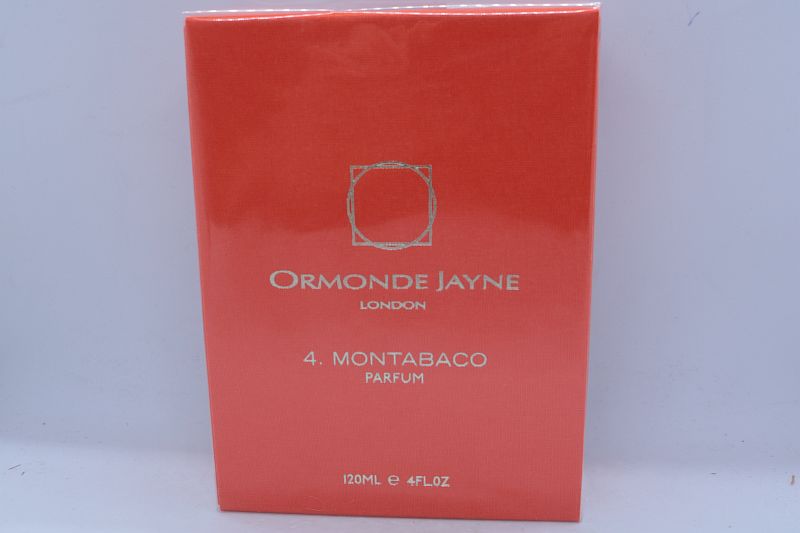 ORMONDE JAYNE
LONDON
4. MONTABACO
PARFUM
120ML ℮ 4FL.OZ